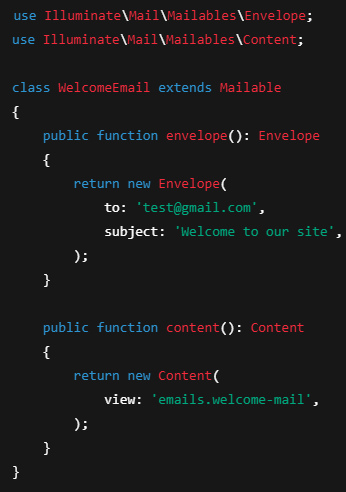 use Illuminate\Mail\Mailables\Envelope;
use Illuminate\Mail\Mailables\Content;

class WelcomeEmail extends Mailable
{
    public function envelope(): Envelope
    {
        return new Envelope(
            to: 'test@gmail.com',
            subject: 'Welcome to our site',
        );
    }

    public function content(): Content
    {
        return new Content(
            view: 'emails.welcome-mail',
        );
    }
}